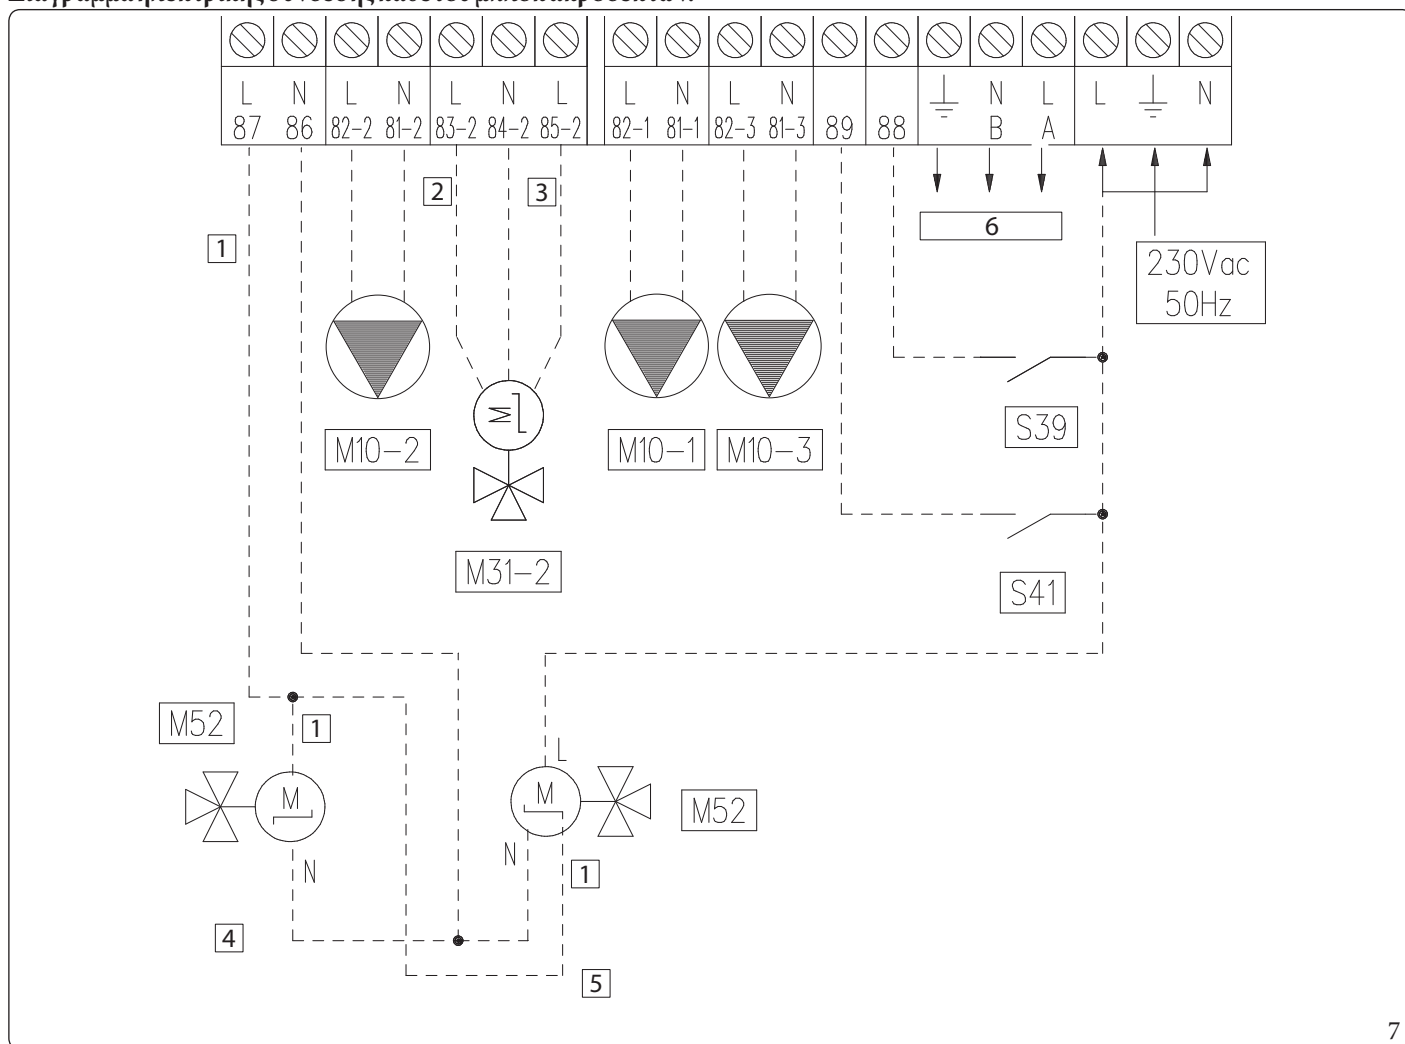 L N L N L N L L N L N N L L N
87 86 82-2 81-2 83-2 84-2 85-2 82-1 81-1 82-3 81-3 89 88 B A
2 3
1
6
230Vac
50Hz
M
M10-2 M10-1 M10-3
S39
M31-2
S41
M52
1
L
M M
M52
N N
1
4
5
7